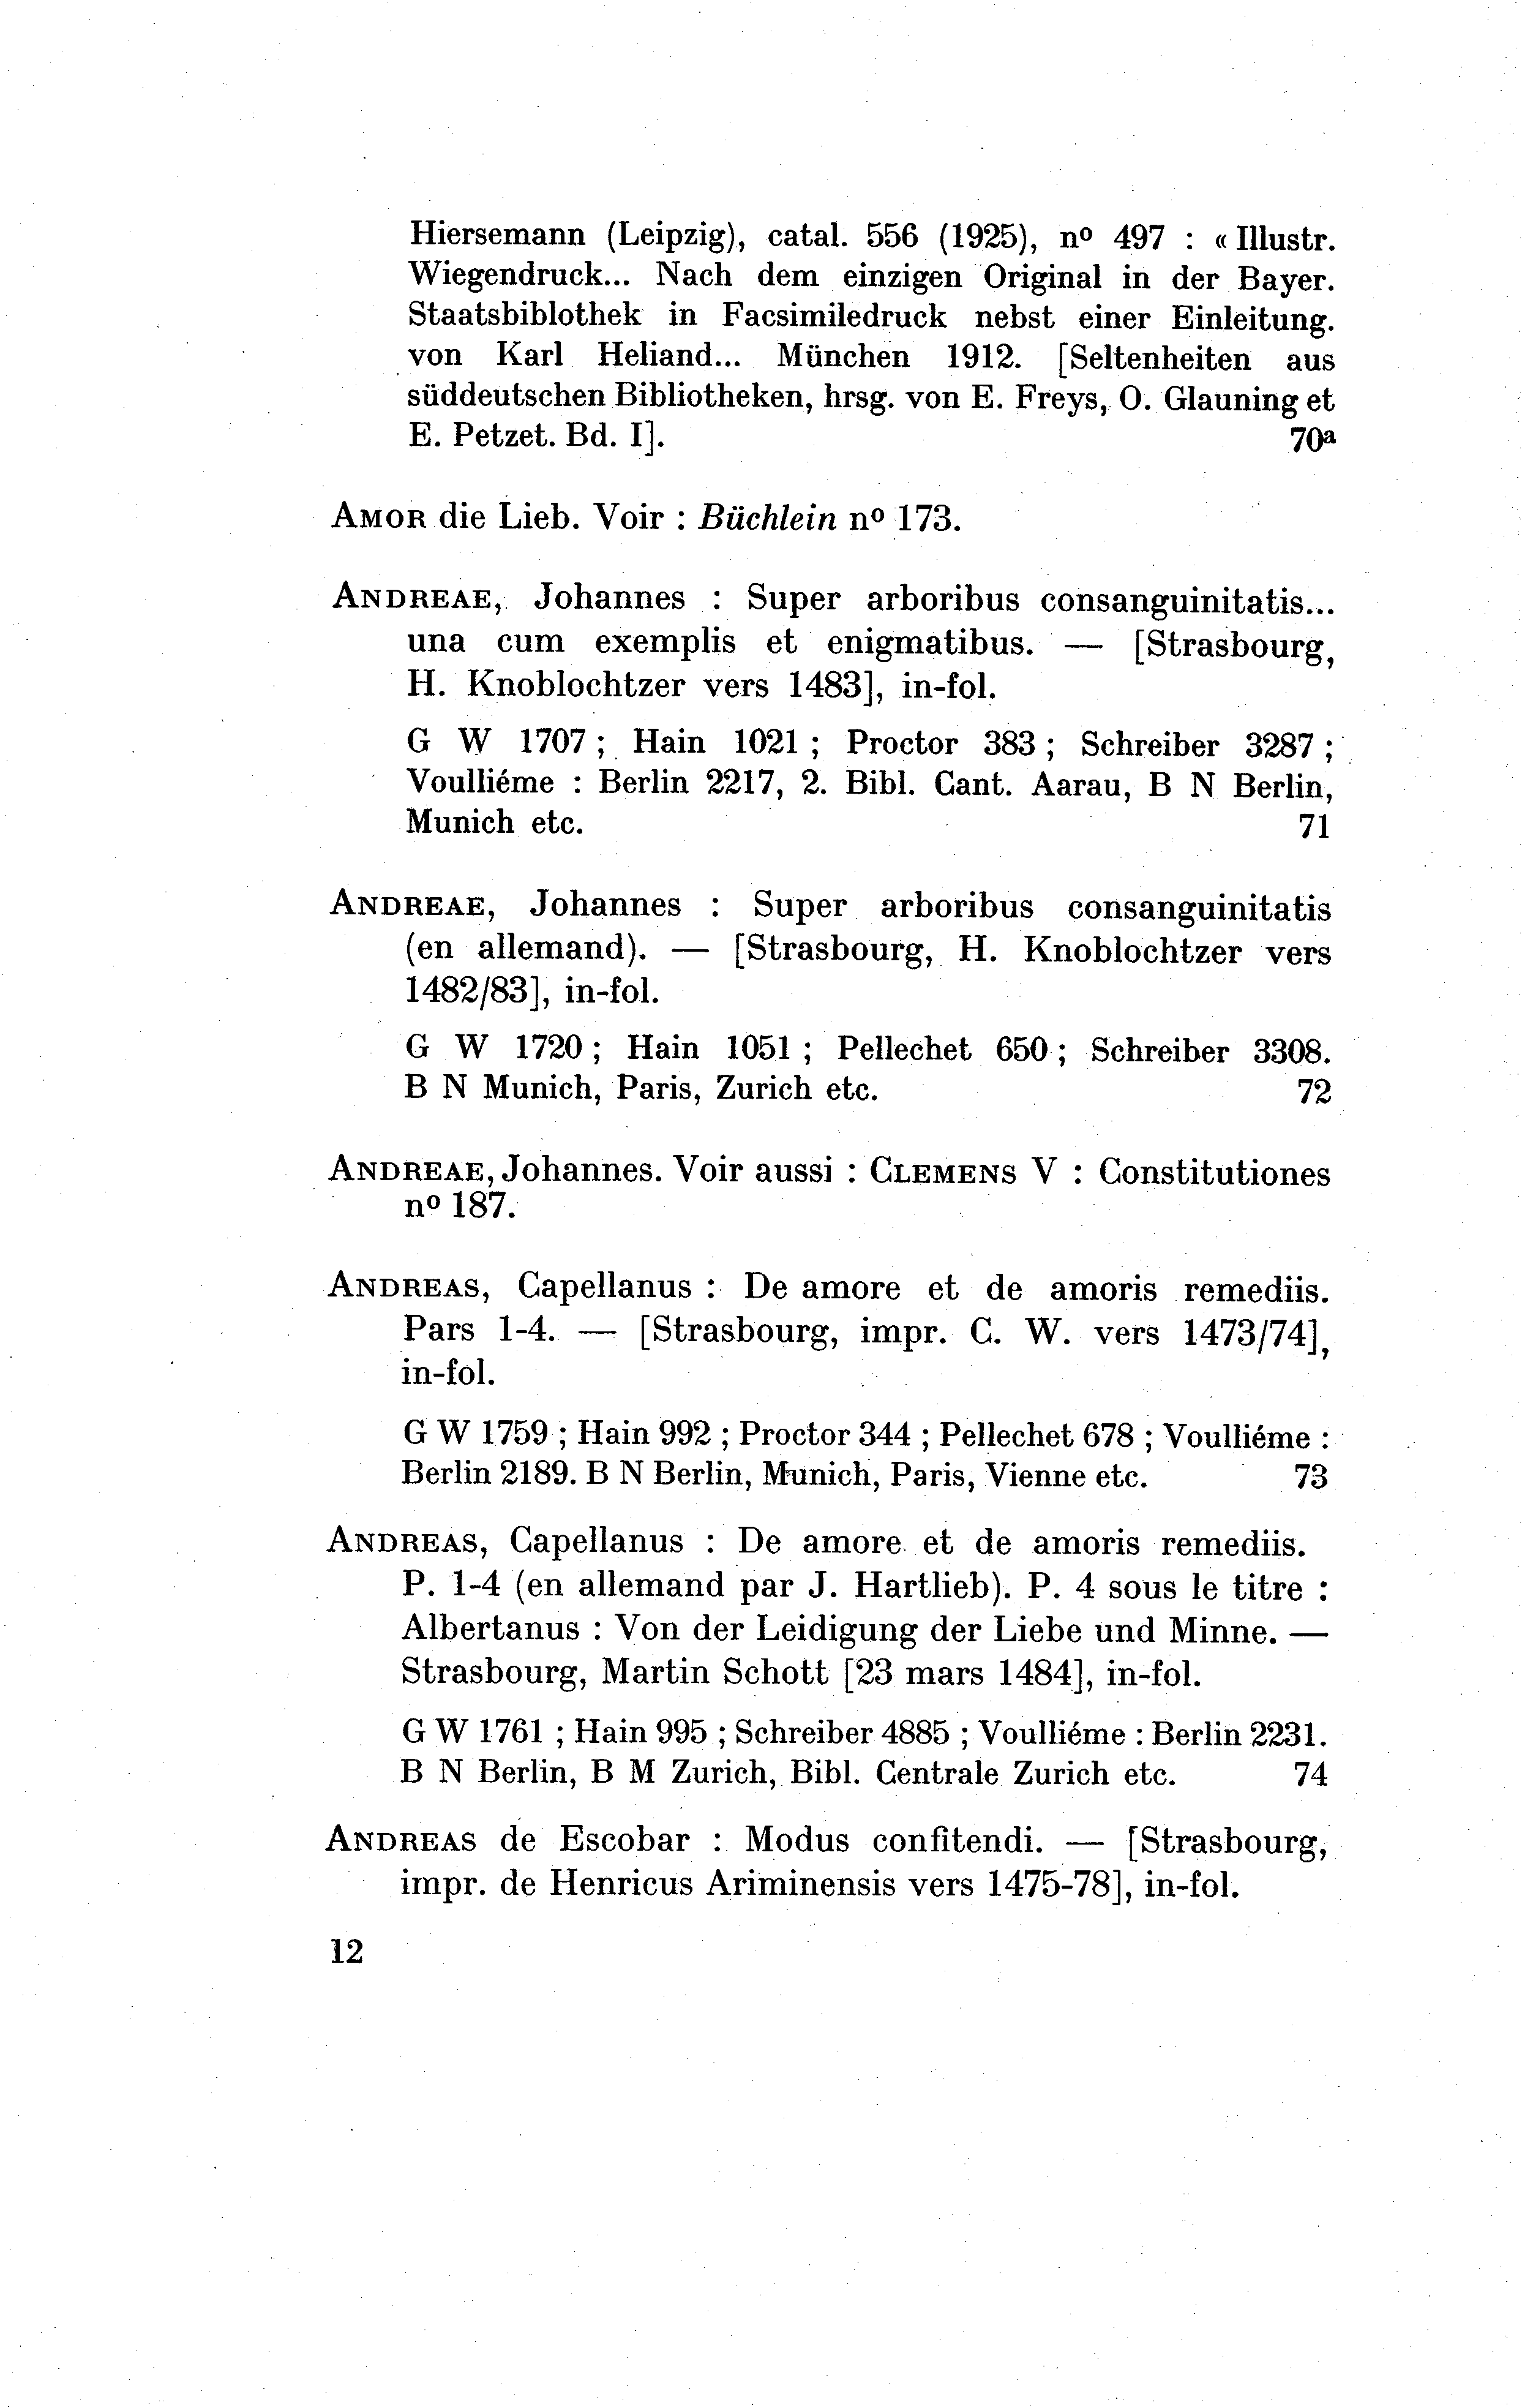 Hiersemann (Leipzig), catal. 556 (1925), nº 497 : « Illustr.
Wiegendruck... Nach dem einzigen Original in der Bayer.
Staatsbiblothek in Facsimiledruck nebst einer Einleitung.
von Karl Heliand... München 1912. [Seltenheiten aus
süddeutschen Bibliotheken, hrsg. von E. Freys, O. Glauning et
E. Petzet. Bd. I]. 70ª
AMOR die Lieb. Voir : Büchlein nº 173.
ANDREAE, Johannes : Super arboribus consanguinitatis...
una cum exemplis et enigmatibus. — [Strasbourg,
H. Knoblochtzer vers 1483], in-fol.
G W 1707 ; Hain 1021 ; Proctor 383 ; Schreiber 3287 ;
Voulliéme : Berlin 2217, 2. Bibl. Cant. Aarau, B N Berlin,
Munich etc. 71
ANDREAE, Johannes : Super arboribus consanguinitatis
(en allemand). — [Strasbourg, H. Knoblochtzer vers
1482/83], in-fol.
G W 1720 ; Hain 1051 ; Pellechet 650 ; Schreiber 3308.
B N Munich, Paris, Zurich etc. 72
ANDREAE, Johannes. Voir aussi : CLEMENS V : Constitutiones
nº 187.
ANDREAS, Capellanus : De amore et de amoris remediis.
Pars 1-4. — [Strasbourg, impr. C. W. vers 1473/74],
in-fol.
G W 1759 ; Hain 992 ; Proctor 344 ; Pellechet 678 ; Voulliéme :
Berlin 2189. B N Berlin, Munich, Paris, Vienne etc. 73
ANDREAS, Capellanus : De amore et de amoris remediis.
P. 1-4 (en allemand par J. Hartlieb). P. 4 sous le titre :
Albertanus : Von der Leidigung der Liebe und Minne. —
Strasbourg, Martin Schott [23 mars 1484], in-fol.
G W 1761 ; Hain 995 ; Schreiber 4885 ; Voulliéme : Berlin 2231.
B N Berlin, B M Zurich, Bibl. Centrale Zurich etc. 74
ANDREAS de Escobar : Modus confitendi. — [Strasbourg,
impr. de Henricus Ariminensis vers 1475-78], in-fol.
12